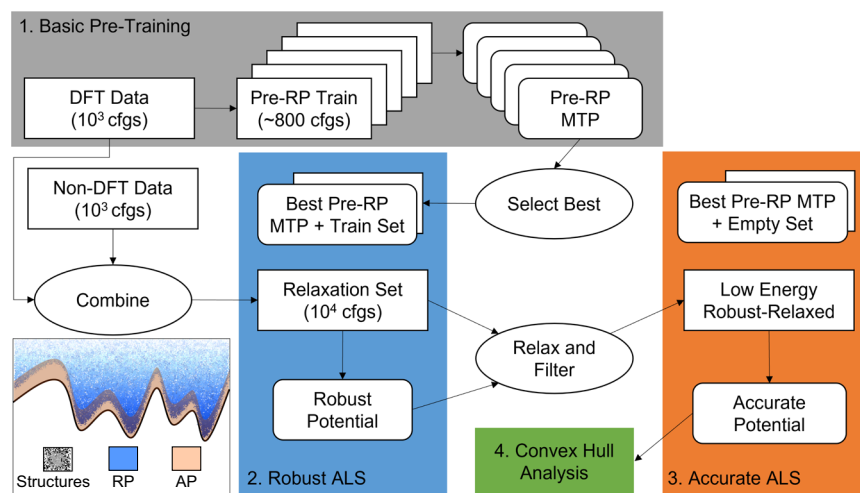 1. Basic Pre-Training
DFT Data
(10³ cfgs)
Pre-RP Train
(~800 cfgs)
Pre-RP
MTP
Non-DFT Data
(10³ cfgs)
Best Pre-RP
MTP + Train Set
Select Best
Best Pre-RP MTP
+ Empty Set
Combine
Relaxation Set
(10⁴ cfgs)
Relax and
Filter
Low Energy
Robust-Relaxed
Robust
Potential
Accurate
Potential
Structures
RP
AP
2. Robust ALS
4. Convex Hull
Analysis
3. Accurate ALS